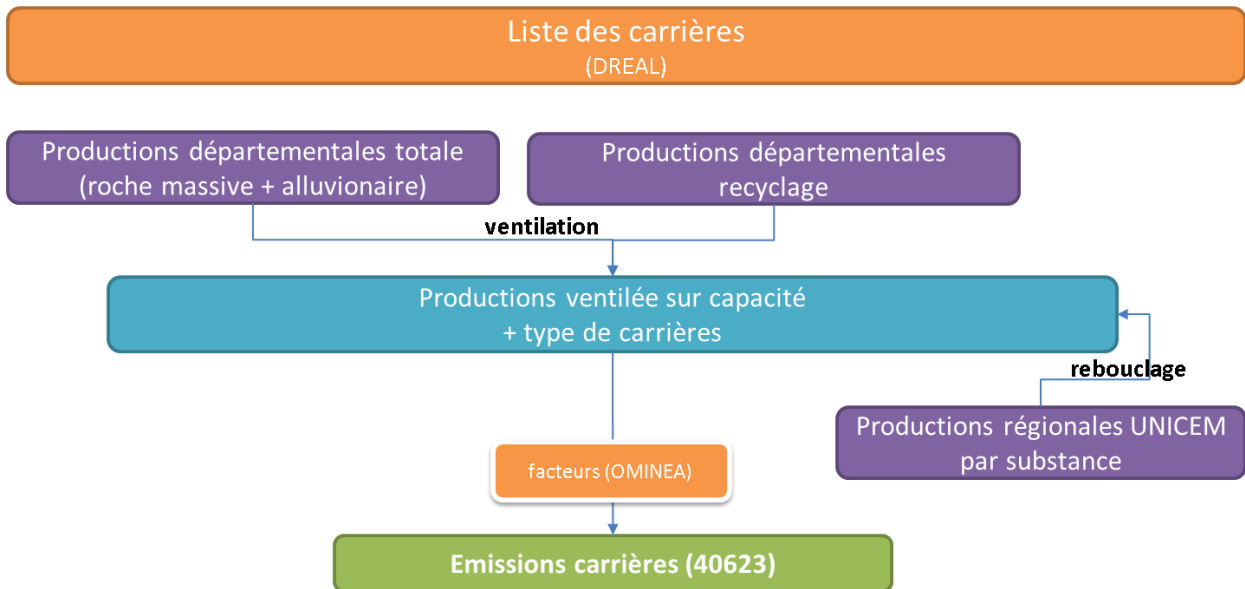 Liste des carrières
(DREAL)
Productions départementales totale
(roche massive + alluvionaire)
Productions départementales
recyclage
ventilation
Productions ventilée sur capacité
+ type de carrières
rebouclage
Productions régionales UNICEM
par substance
facteurs (OMINEA)
Emissions carrières (40623)